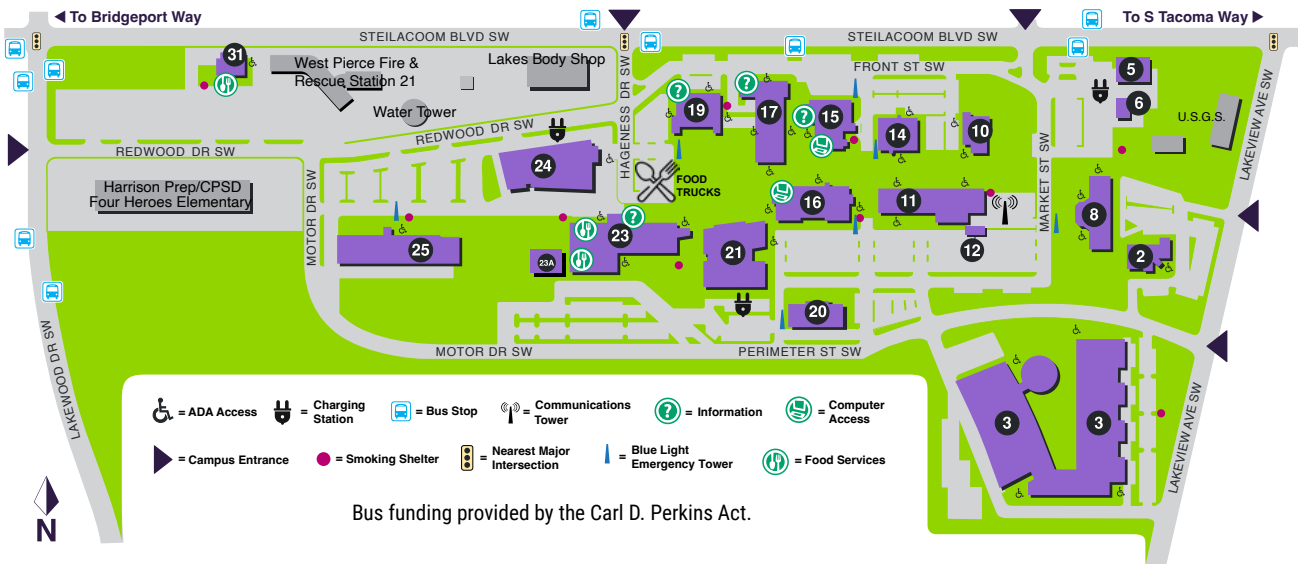 To Bridgeport Way
To S Tacoma Way
STEILACOOM BLVD SW
STEILACOOM BLVD SW
31
West Pierce Fire &
Rescue Station 21
Lakes Body Shop
Water Tower
HAGENESS DR SW
FRONT ST SW
5
6
U.S.G.S.
LAKEVIEW AVE SW
19
17
15
14
10
REDWOOD DR SW
REDWOOD DR SW
24
FOOD
TRUCKS
MARKET ST SW
Harrison Prep/CPSD
Four Heroes Elementary
MOTOR DR SW
16
11
8
25
23
23A
21
12
2
20
LAKEWOOD DR SW
MOTOR DR SW
PERIMETER ST SW
3
3
LAKEVIEW AVE SW
= ADA Access
= Charging
Station
= Bus Stop
= Communications
Tower
= Information
= Computer
Access
= Campus Entrance
= Smoking Shelter
= Nearest Major
Intersection
= Blue Light
Emergency Tower
= Food Services
N
Bus funding provided by the Carl D. Perkins Act.